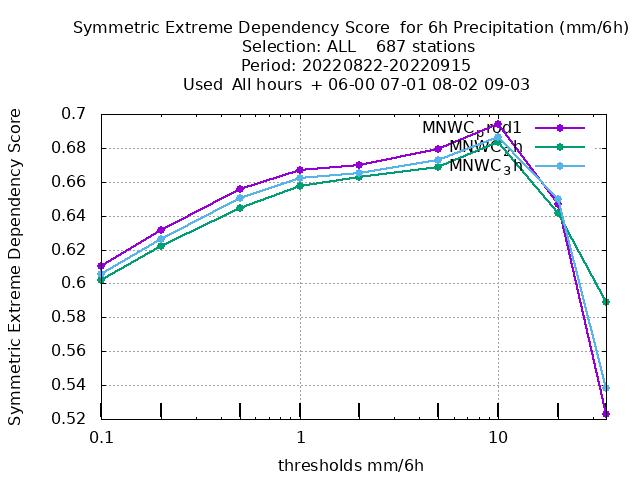 Symmetric Extreme Dependency Score for 6h Precipitation (mm/6h)
Selection: ALL 687 stations
Period: 20220822-20220915
Used All hours + 06-00 07-01 08-02 09-03
Symmetric Extreme Dependency Score
0.7
0.68
0.66
0.64
0.62
0.6
0.58
0.56
0.54
0.52
MNWCprod1
MNWC2h
MNWC3h
0.1 1 10
thresholds mm/6h